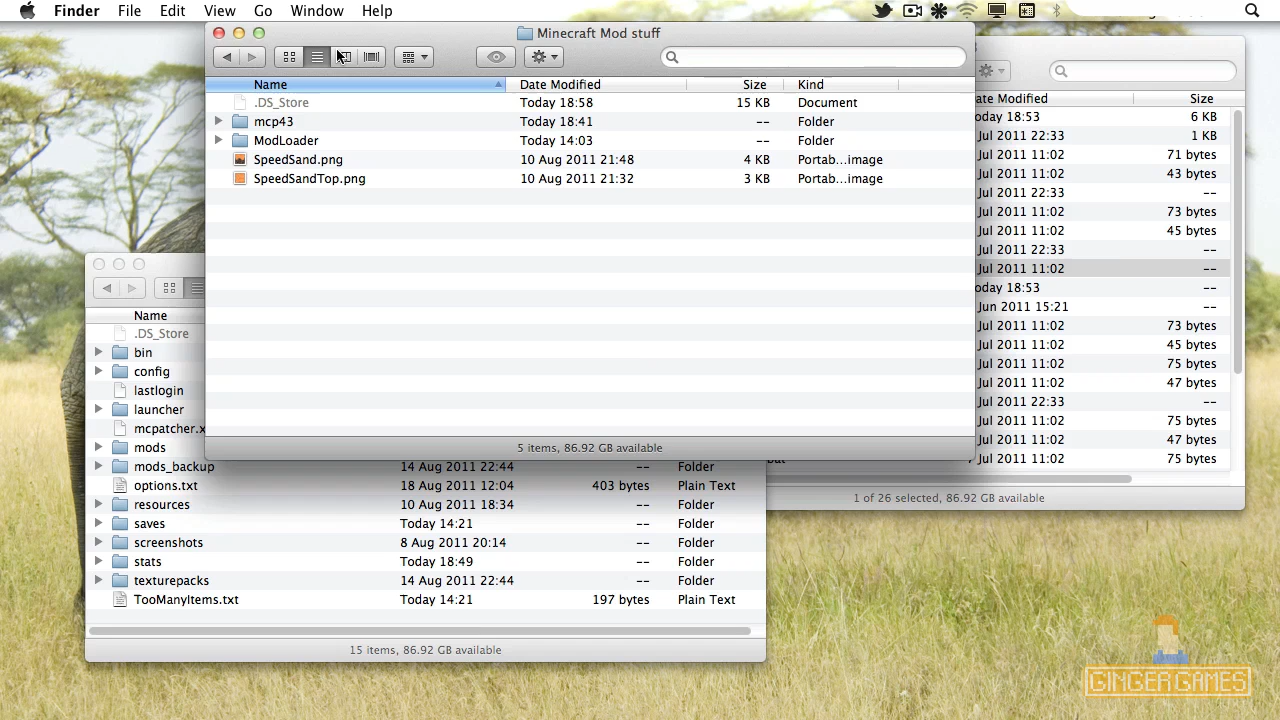 Finder File Edit View Go Window Help
Minecraft Mod stuff
Name Date Modified Size Kind
.DS_Store Today 18:58 15 KB Document
mcp43 Today 18:41 -- Folder
ModLoader Today 14:03 -- Folder
SpeedSand.png 10 Aug 2011 21:48 4 KB Portab...image
SpeedSandTop.png 10 Aug 2011 21:32 3 KB Portab...image
5 items, 86.92 GB available
ate Modified Size
oday 18:53 6 KB
Jul 2011 22:33 1 KB
Jul 2011 11:02 71 bytes
Jul 2011 11:02 43 bytes
Jul 2011 22:33 --
Jul 2011 11:02 73 bytes
Jul 2011 11:02 45 bytes
Jul 2011 22:33 --
Jul 2011 11:02 --
oday 18:53 --
Jun 2011 15:21 --
Jul 2011 11:02 73 bytes
Jul 2011 11:02 45 bytes
Jul 2011 11:02 75 bytes
Jul 2011 11:02 47 bytes
Jul 2011 22:33 --
Jul 2011 11:02 75 bytes
Jul 2011 11:02 47 bytes
Jul 2011 11:02 75 bytes
1 of 26 selected, 86.92 GB available
Name
.DS_Store
bin
config
lastlogin
launcher
mcpatcher.x
mods
mods_backup 14 Aug 2011 22:44 -- Folder
options.txt 18 Aug 2011 12:04 403 bytes Plain Text
resources 10 Aug 2011 18:34 -- Folder
saves Today 14:21 -- Folder
screenshots 8 Aug 2011 20:14 -- Folder
stats Today 18:49 -- Folder
texturepacks 14 Aug 2011 22:44 -- Folder
TooManyItems.txt Today 14:21 197 bytes Plain Text
15 items, 86.92 GB available
GINGER GAMES